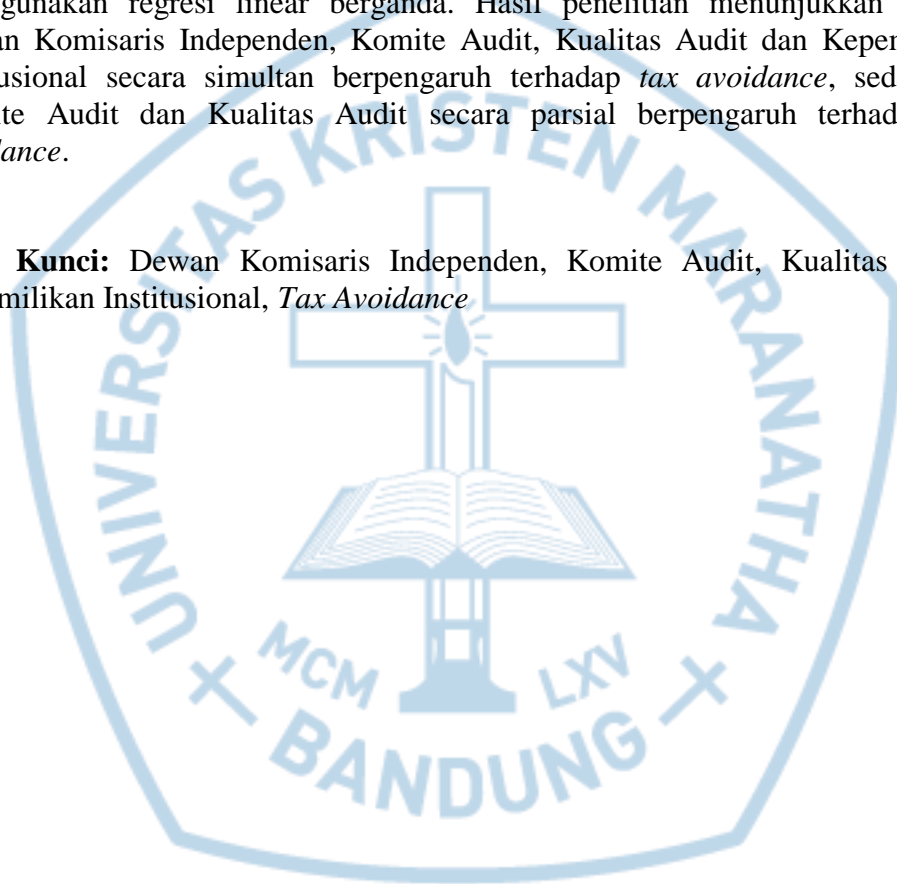 gunakan regresi linear berganda. Hasil penelitian menunjukkan
an Komisaris Independen, Komite Audit, Kualitas Audit dan Kepen
usional secara simultan berpengaruh terhadap tax avoidance, sed
te Audit dan Kualitas Audit secara parsial berpengaruh terhad
dance.
Kunci: Dewan Komisaris Independen, Komite Audit, Kualitas
milikan Institusional, Tax Avoidance
UNIVERSITAS KRISTEN MARANATHA
MCM LXV
BANDUNG